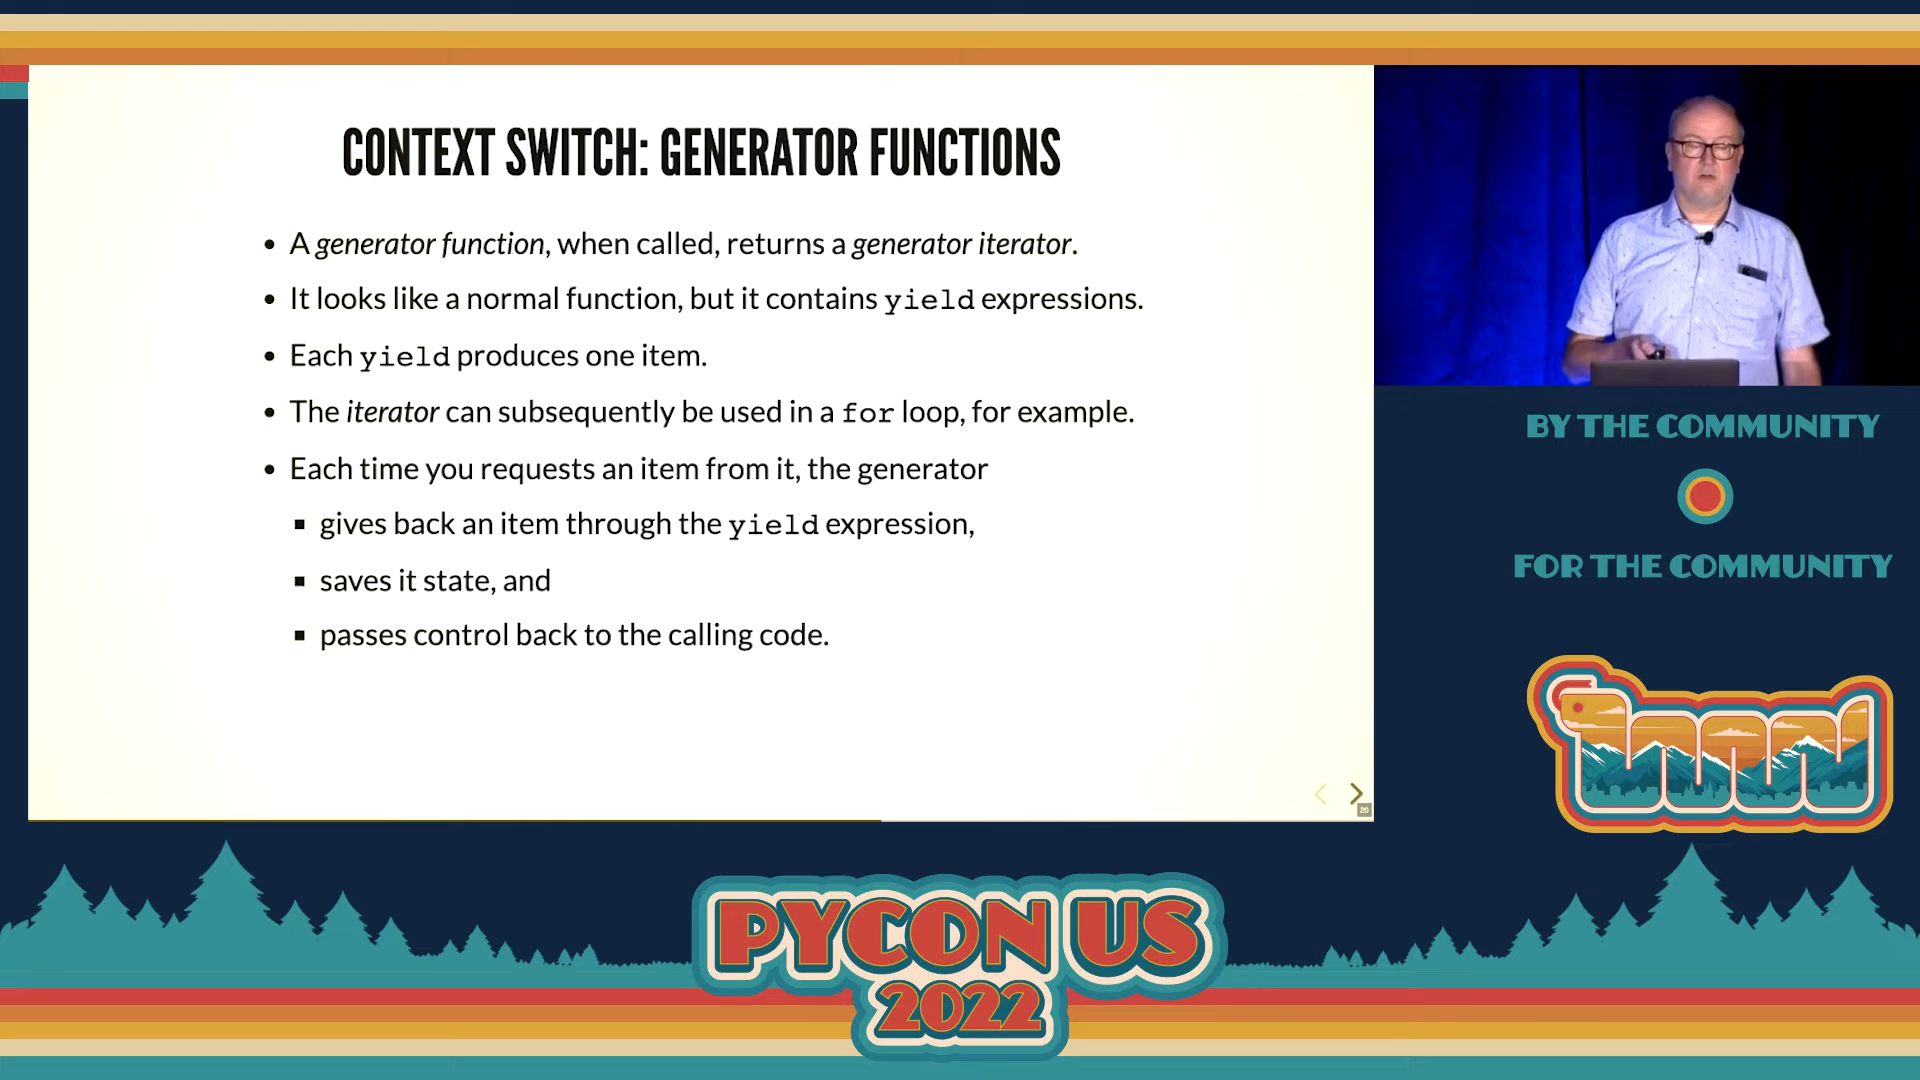 CONTEXT SWITCH: GENERATOR FUNCTIONS
A generator function, when called, returns a generator iterator.
It looks like a normal function, but it contains yield expressions.
Each yield produces one item.
The iterator can subsequently be used in a for loop, for example.
Each time you requests an item from it, the generator
gives back an item through the yield expression,
saves it state, and
passes control back to the calling code.
20
BY THE COMMUNITY
FOR THE COMMUNITY
PYCON US
2022